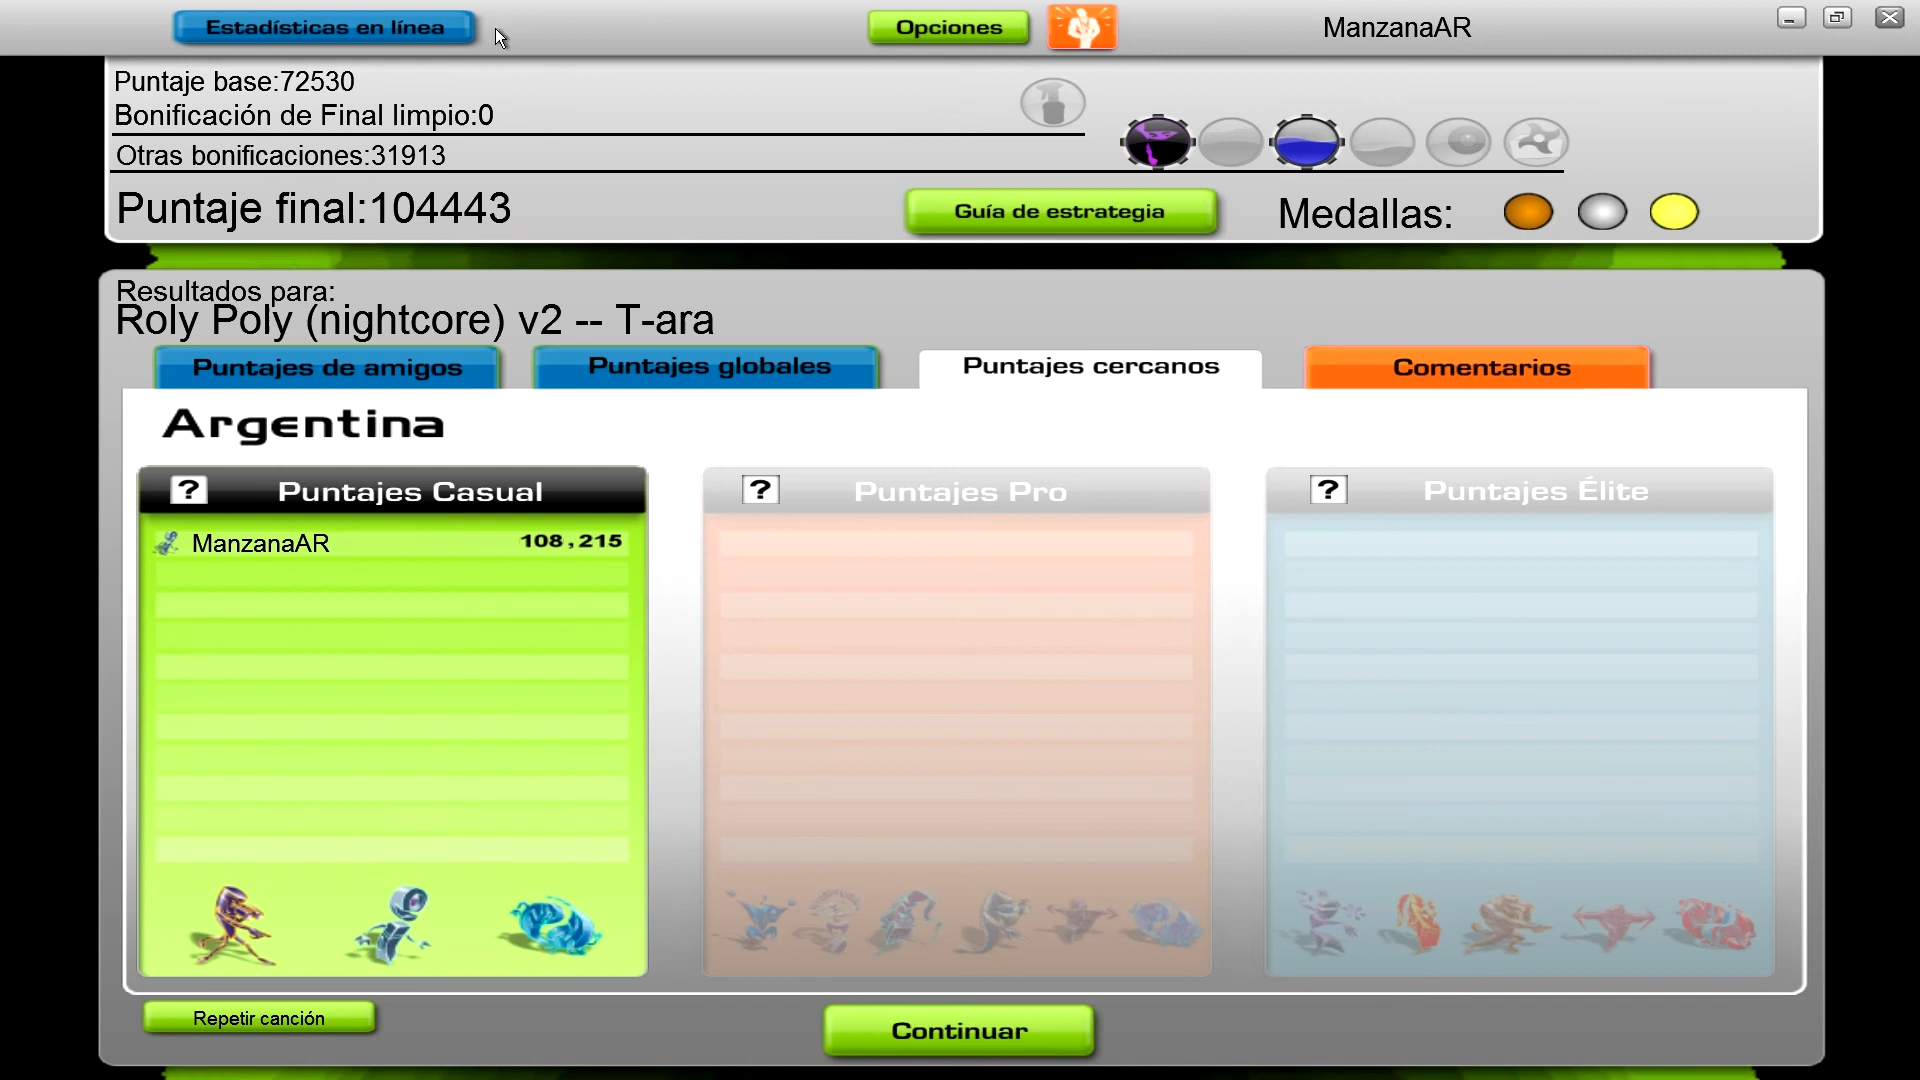 Estadísticas en línea
Opciones
ManzanaAR
Puntaje base:72530
Bonificación de Final limpio:0
Otras bonificaciones:31913
Puntaje final:104443
Guía de estrategia
Medallas:
Resultados para:
Roly Poly (nightcore) v2 -- T-ara
Puntajes de amigos
Puntajes globales
Puntajes cercanos
Comentarios
Argentina
? Puntajes Casual
? Puntajes Pro
? Puntajes Élite
ManzanaAR 108,215
Repetir canción
Continuar